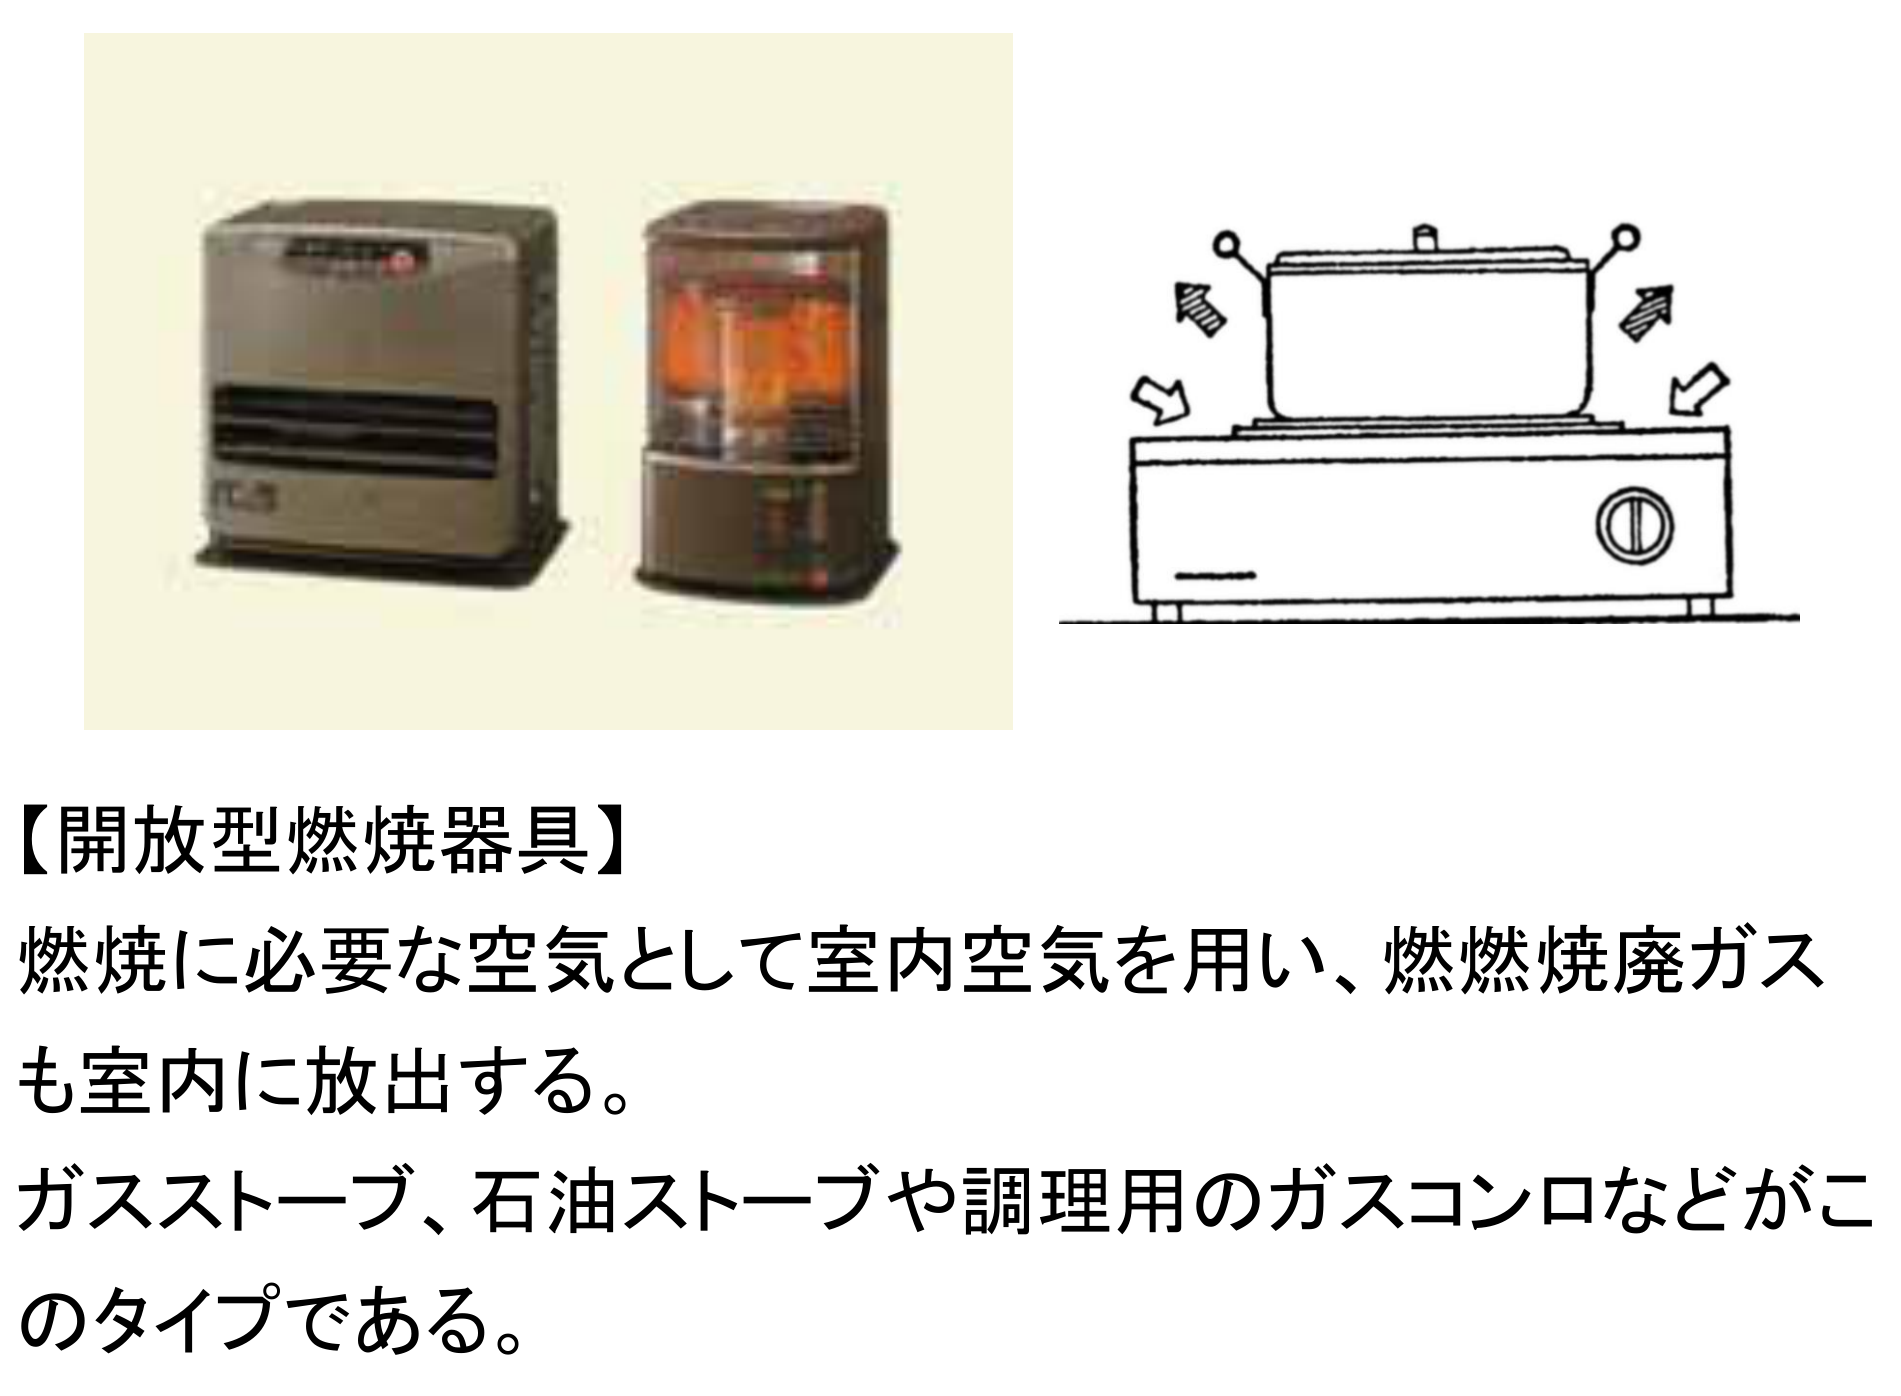 【開放型燃焼器具】
燃焼に必要な空気として室内空気を用い、燃燃焼廃ガス
も室内に放出する。
ガスストーブ、石油ストーブや調理用のガスコンロなどがこ
のタイプである。